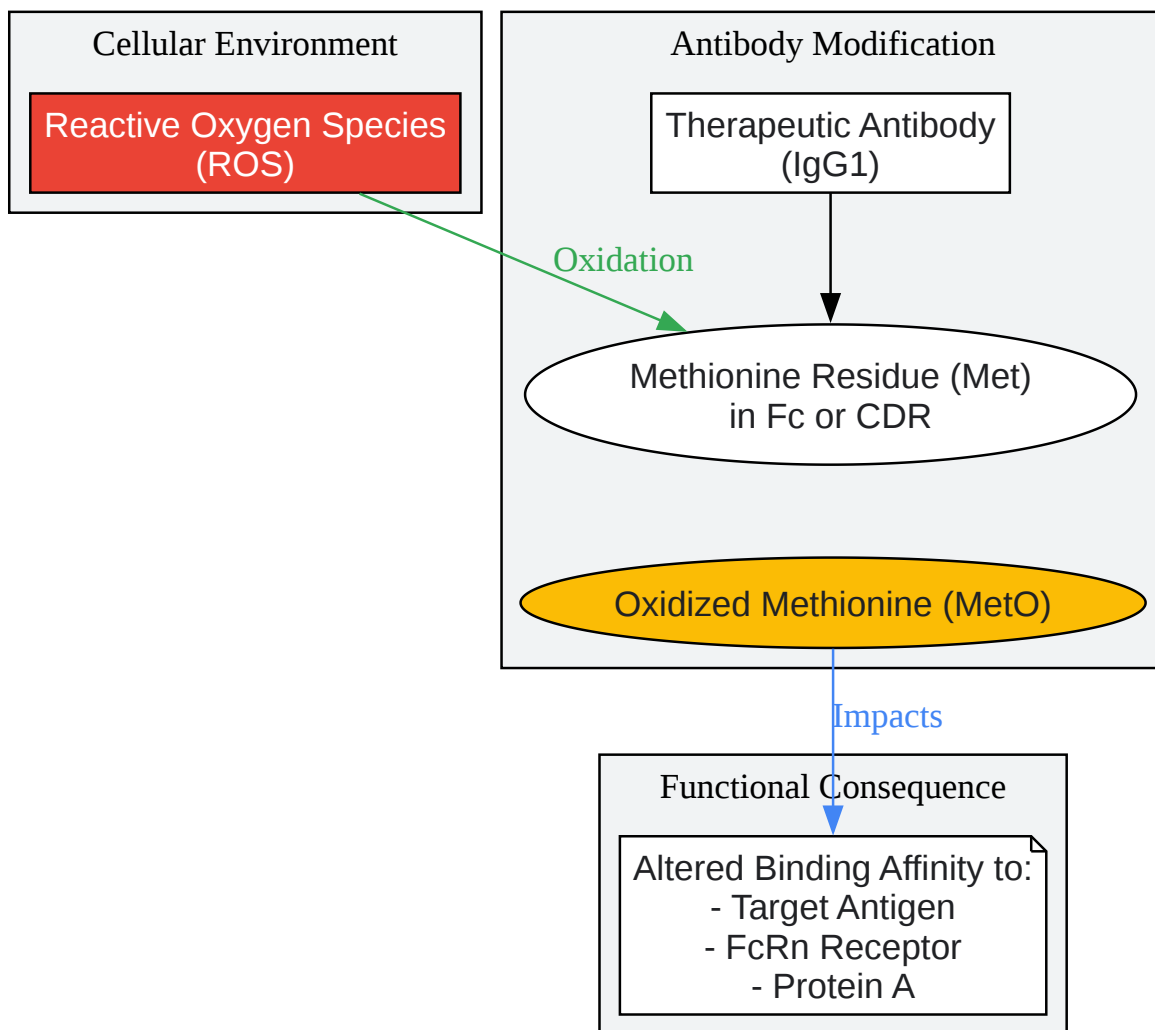 Cellular Environment
Reactive Oxygen Species
(ROS)
Antibody Modification
Therapeutic Antibody
(IgG1)
Oxidation
Methionine Residue (Met)
in Fc or CDR
Oxidized Methionine (MetO)
Impacts
Functional Consequence
Altered Binding Affinity to:
- Target Antigen
- FcRn Receptor
- Protein A